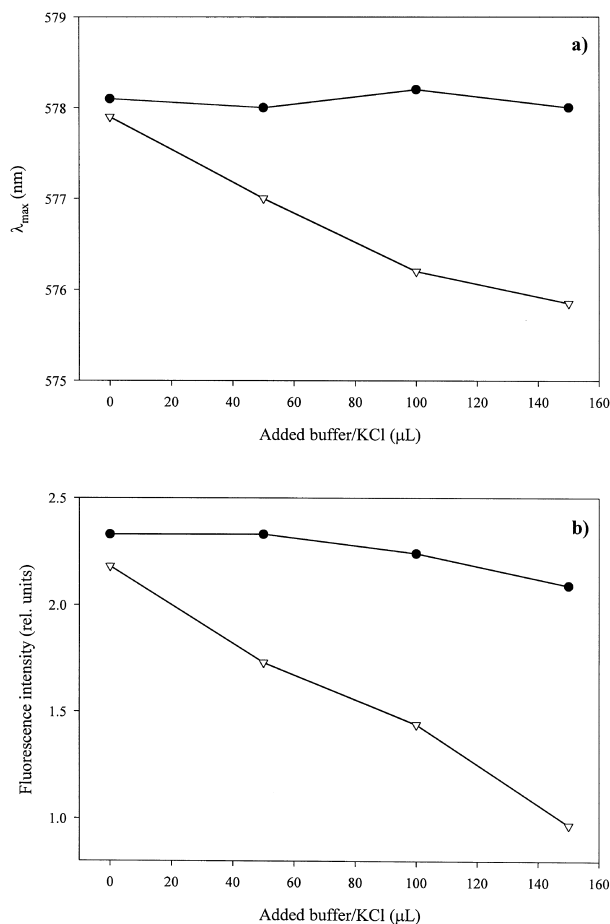 a)
579
578
577
576
575
λmax (nm)
0 20 40 60 80 100 120 140 160
Added buffer/KCl (μL)
b)
2.5
2.0
1.5
1.0
Fluorescence intensity (rel. units)
0 20 40 60 80 100 120 140 160
Added buffer/KCl (μL)